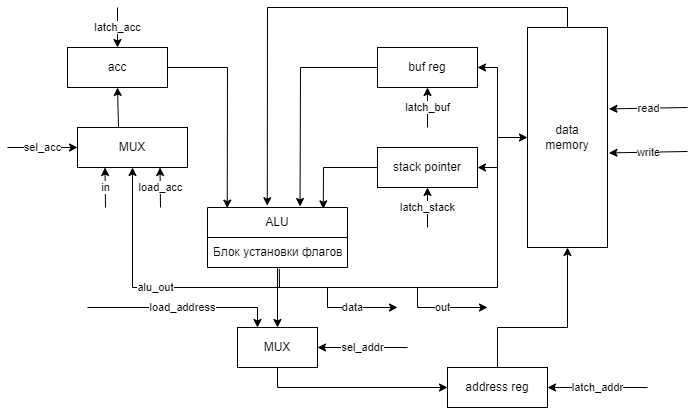 latch_acc
acc
buf reg
latch_buf
data
memory
read
write
sel_acc
MUX
in
load_acc
stack pointer
latch_stack
ALU
Блок установки флагов
alu_out
load_address
data
out
MUX
sel_addr
address reg
latch_addr